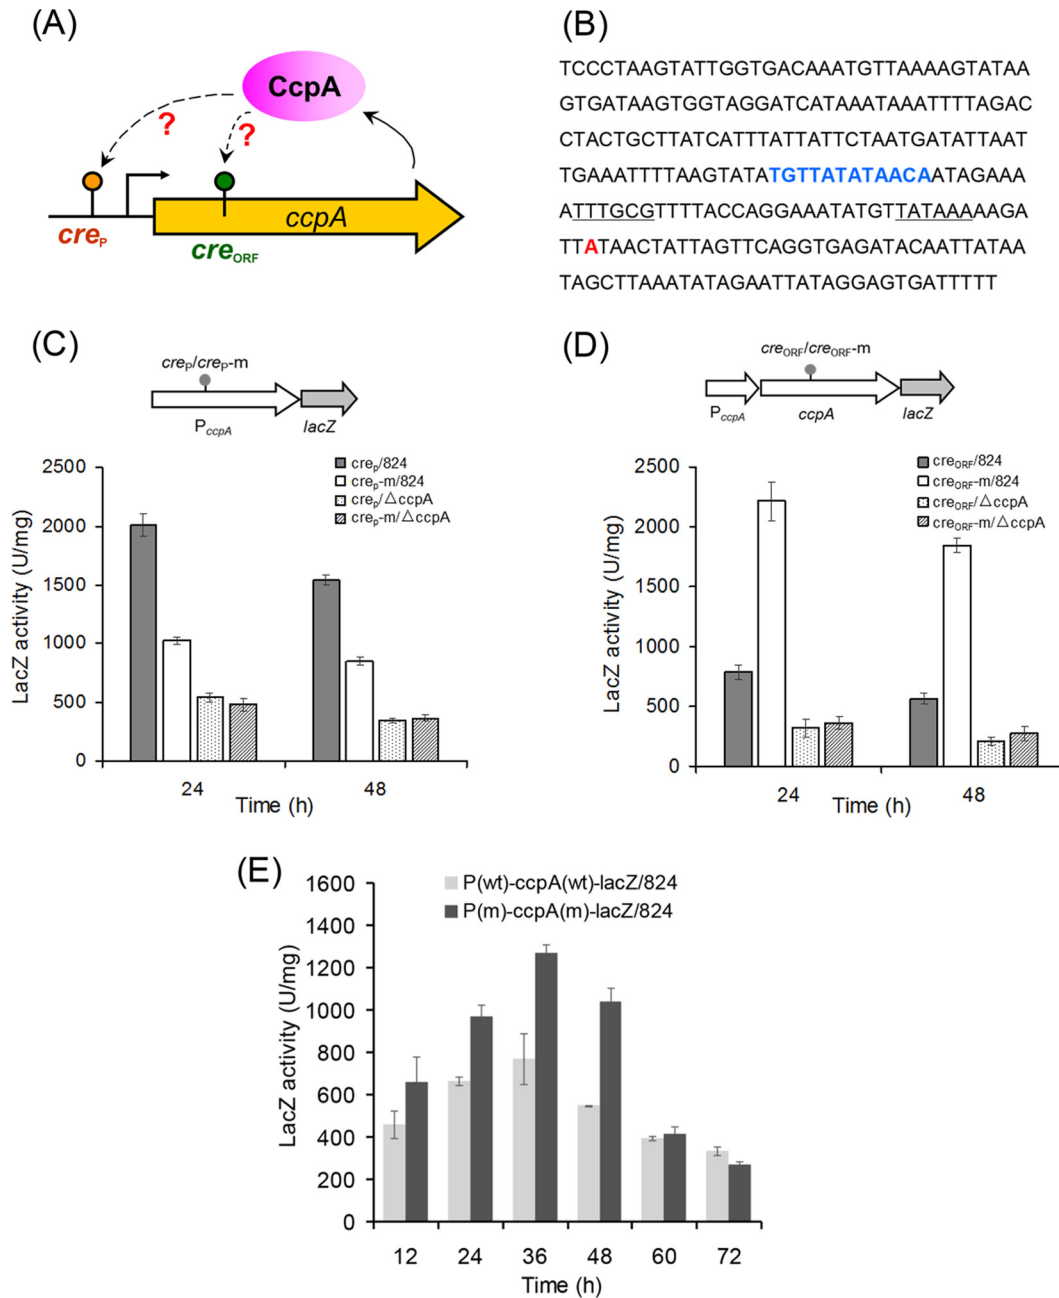 (A)
CcpA
?
?
ccpA
creP
creORF
(B)
TCCCTAAGTATTGGTGACAAATGTTAAAAGTATAA
GTGATAAGTGGTAGGATCATAAATAAATTTTAGAC
CTACTGCTTATCATTTATTATTCTAATGATATTAAT
TGAAATTTTAAGTATATGTTATATAACAATAGAAA
ATTTGCGTTTTACCAGGAAATATGTTATAAAAAGA
TTATAACTATTAGTTCAGGTGAGATACAATTATAA
TAGCTTAAATATAGAATTATAGGAGTGATTTTT
(C)
creP/creP-m
PccpA
lacZ
LacZ activity (U/mg)
2500
2000
1500
1000
500
0
crep/824
crep-m/824
crep/△ccpA
crep-m/△ccpA
24
48
Time (h)
(D)
creORF/creORF-m
PccpA
ccpA
lacZ
LacZ activity (U/mg)
2500
2000
1500
1000
500
0
creORF/824
creORF-m/824
creORF/△ccpA
creORF-m/△ccpA
24
48
Time (h)
(E)
LacZ activity (U/mg)
1600
1400
1200
1000
800
600
400
200
0
P(wt)-ccpA(wt)-lacZ/824
P(m)-ccpA(m)-lacZ/824
12
24
36
48
60
72
Time (h)